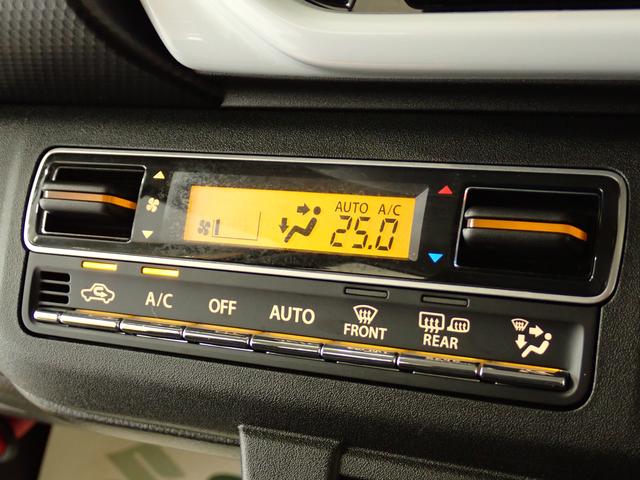 AUTO A/C
25.0
A/C
OFF
AUTO
FRONT
REAR